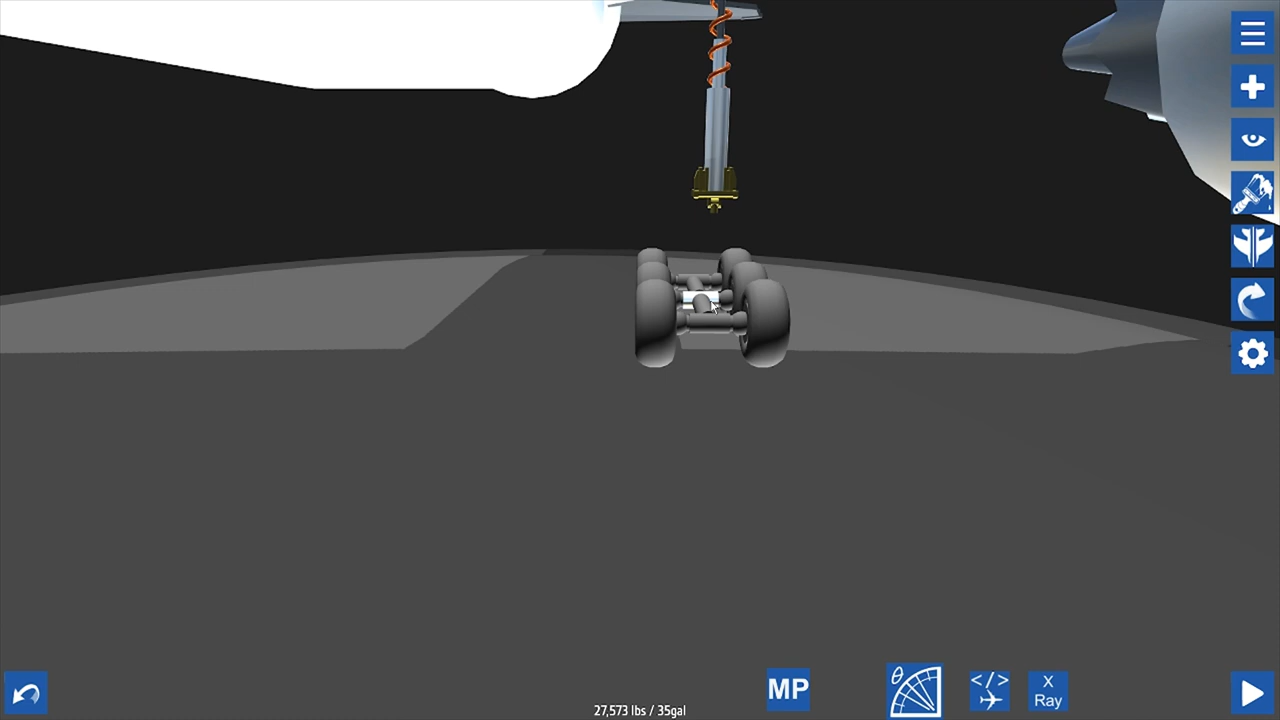 MP
θ
</>
X
Ray
27,573 lbs / 35gal